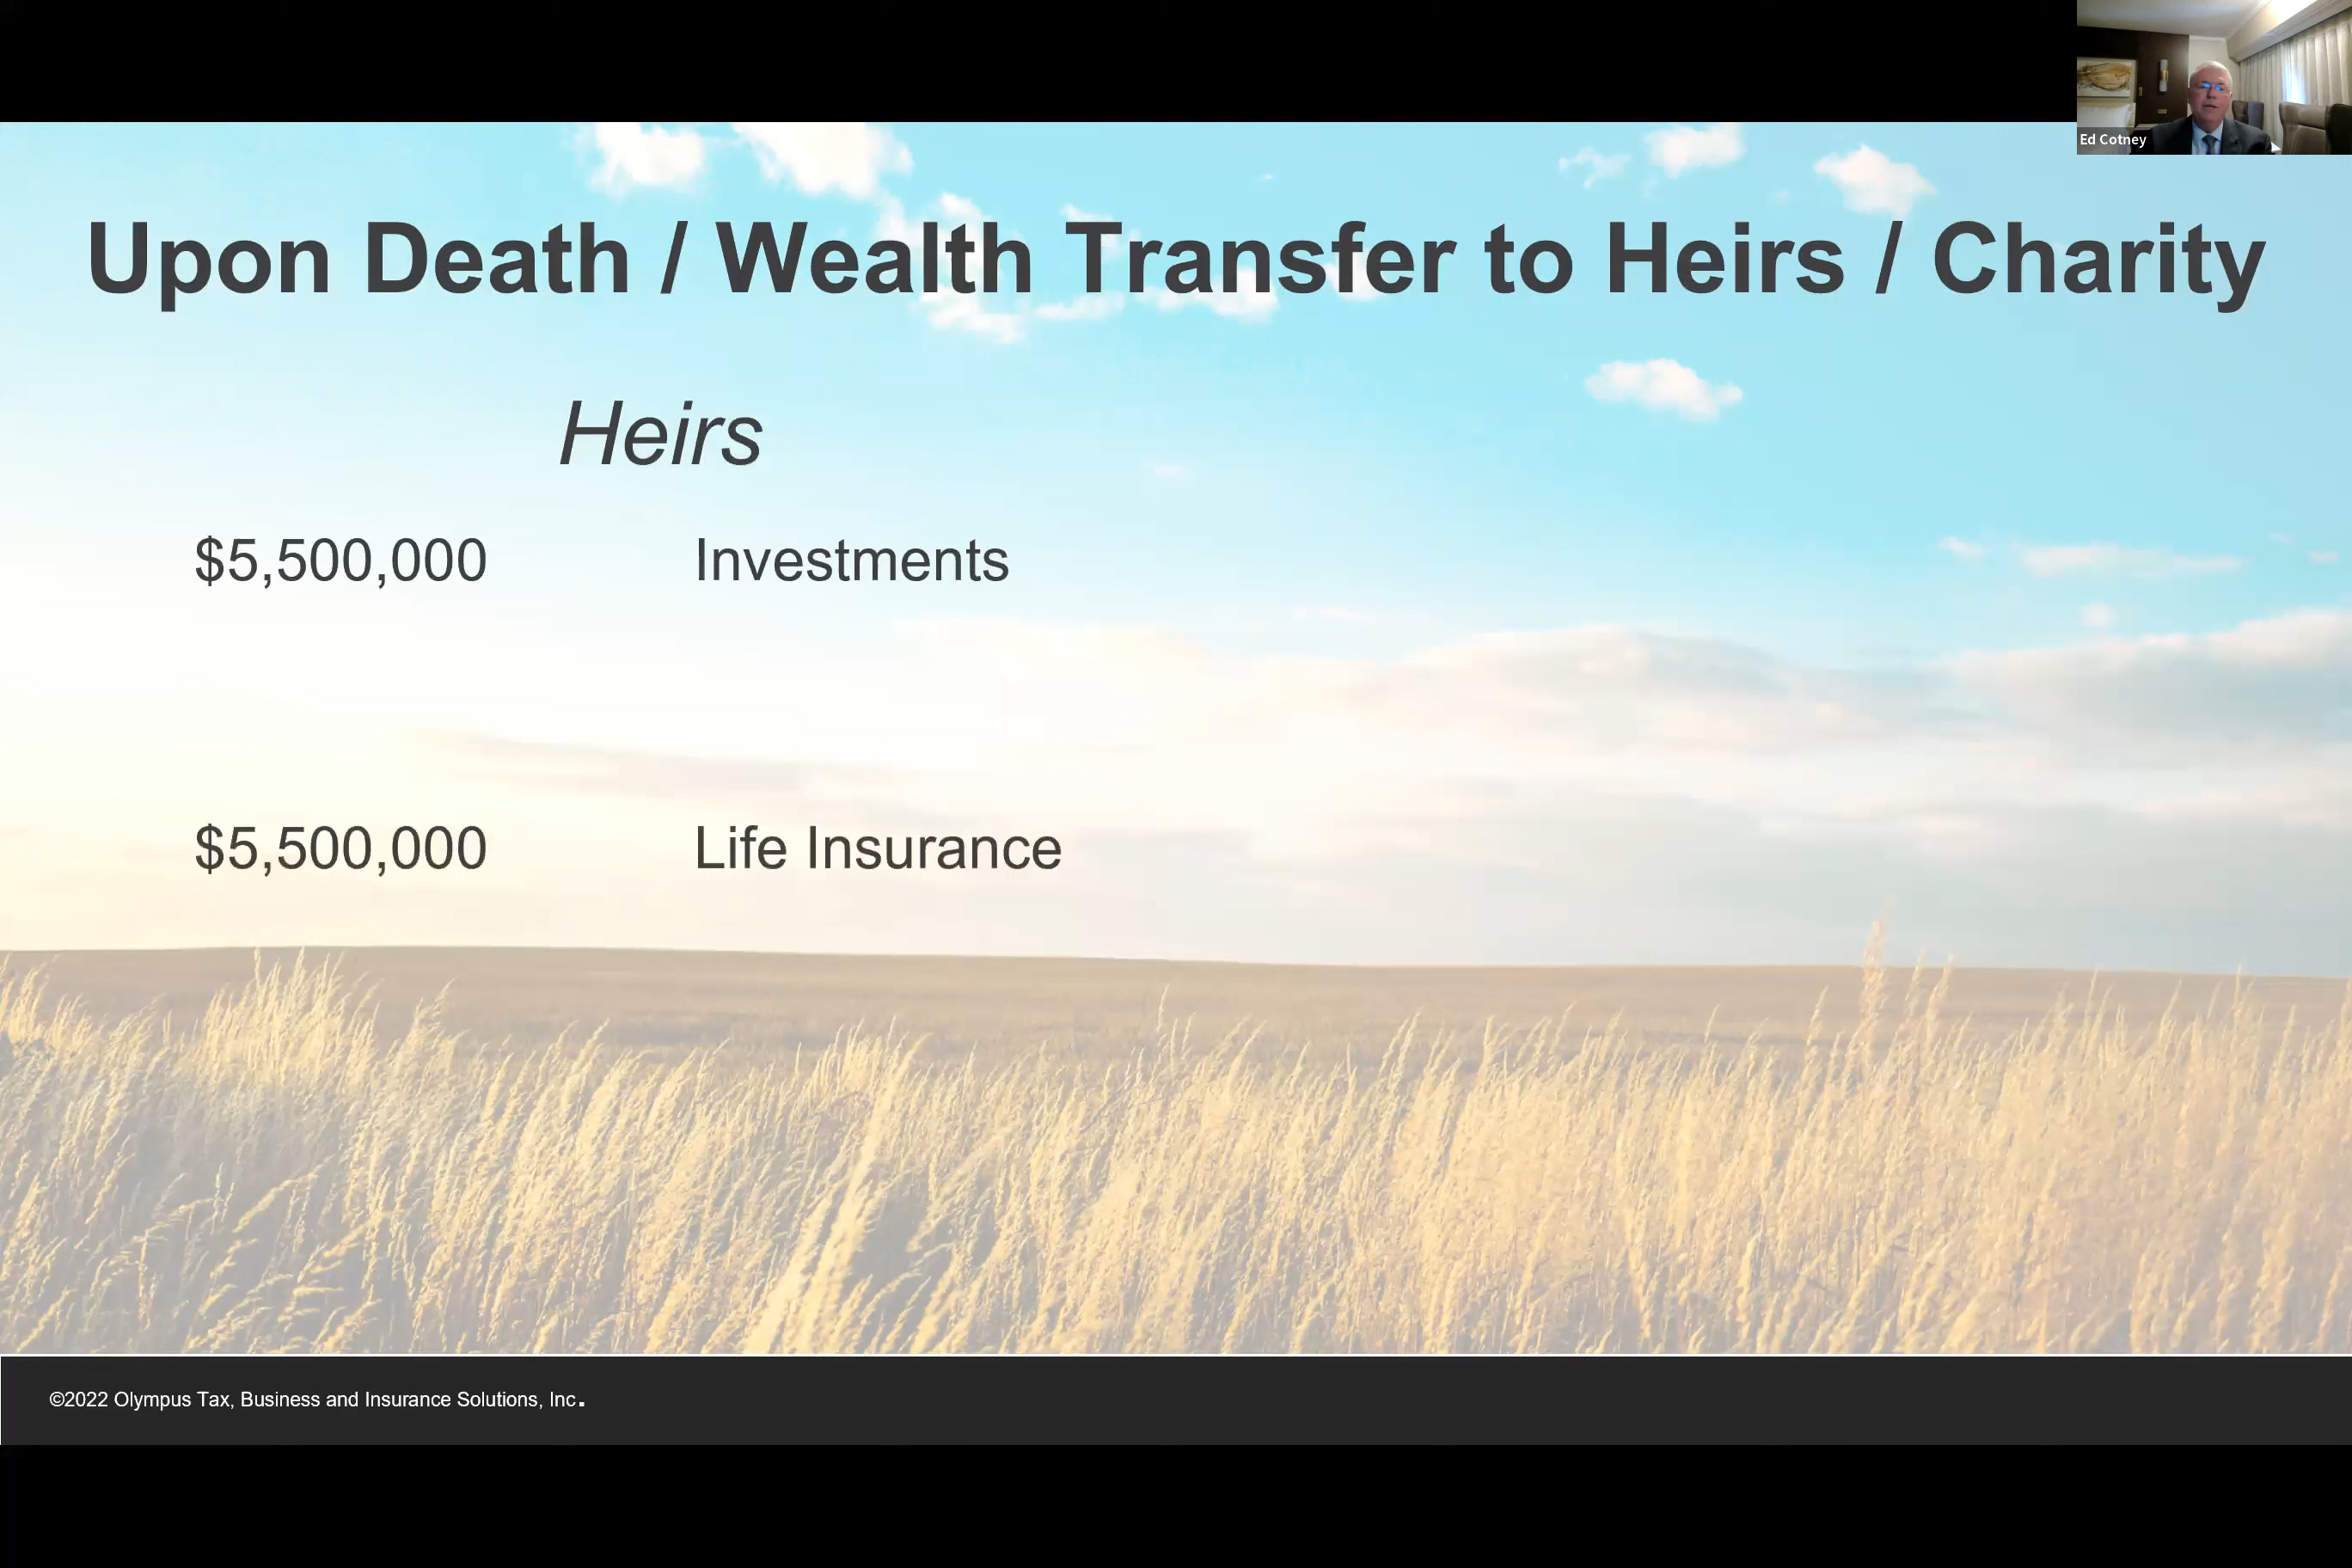 Ed Cotney
Upon Death / Wealth Transfer to Heirs / Charity
Heirs
$5,500,000 Investments
$5,500,000 Life Insurance
©2022 Olympus Tax, Business and Insurance Solutions, Inc.